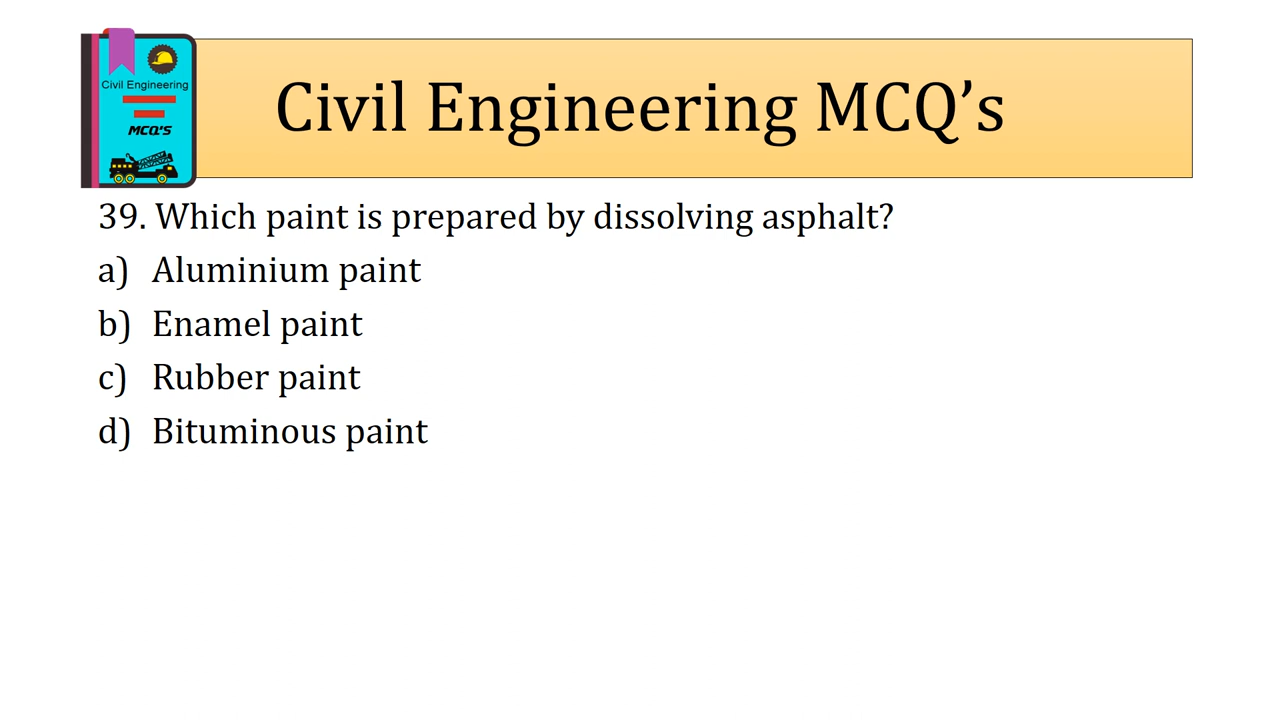 Civil Engineering
MCQ'S
Civil Engineering MCQ’s
39. Which paint is prepared by dissolving asphalt?
a) Aluminium paint
b) Enamel paint
c) Rubber paint
d) Bituminous paint